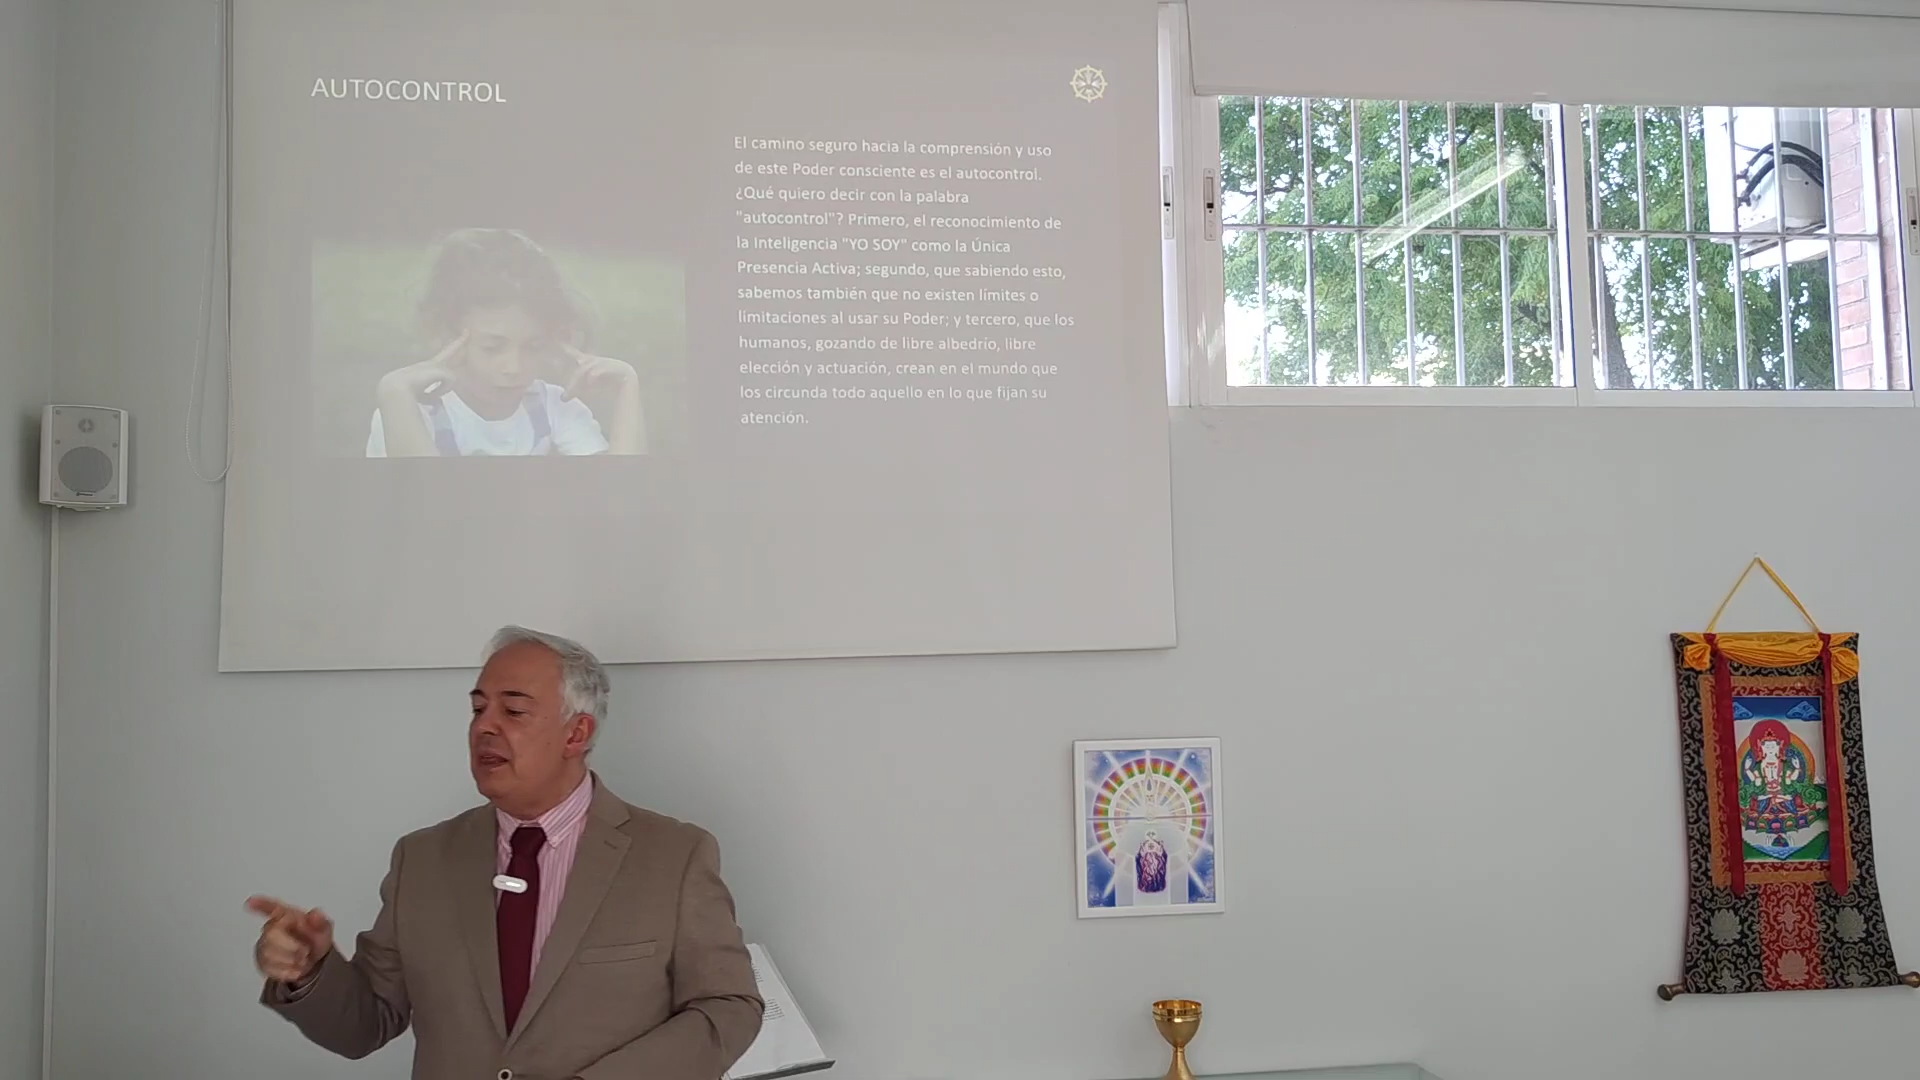 AUTOCONTROL
El camino seguro hacia la comprensión y uso
de este Poder consciente es el autocontrol.
¿Qué quiero decir con la palabra
"autocontrol"? Primero, el reconocimiento de
la Inteligencia "YO SOY" como la Única
Presencia Activa; segundo, que sabiendo esto,
sabemos también que no existen límites o
limitaciones al usar su Poder; y tercero, que los
humanos, gozando de libre albedrío, libre
elección y actuación, crean en el mundo que
los circunda todo aquello en lo que fijan su
atención.